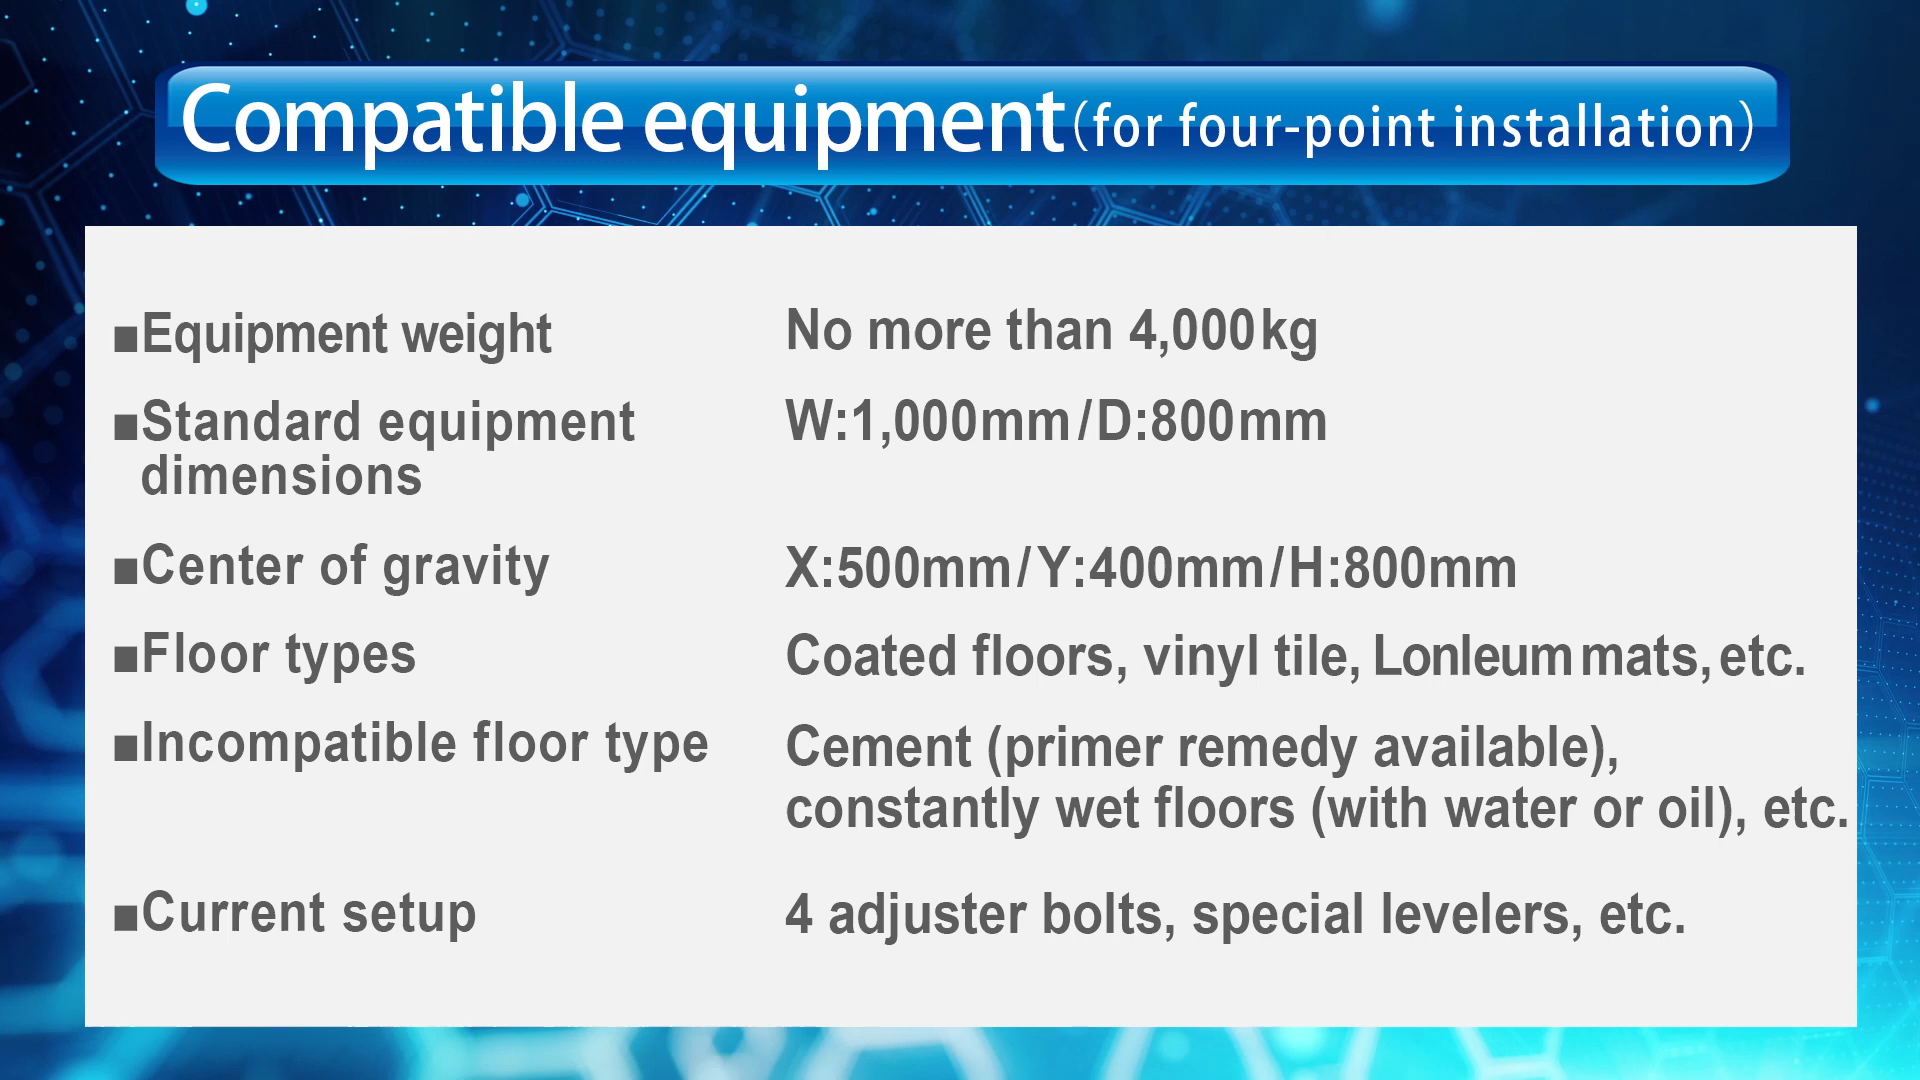 Compatible equipment (for four-point installation)
■Equipment weight No more than 4,000kg
■Standard equipment W:1,000mm/D:800mm
dimensions
■Center of gravity X:500mm/Y:400mm/H:800mm
■Floor types Coated floors, vinyl tile, Lonleum mats, etc.
■Incompatible floor type Cement (primer remedy available),
constantly wet floors (with water or oil), etc.
■Current setup 4 adjuster bolts, special levelers, etc.